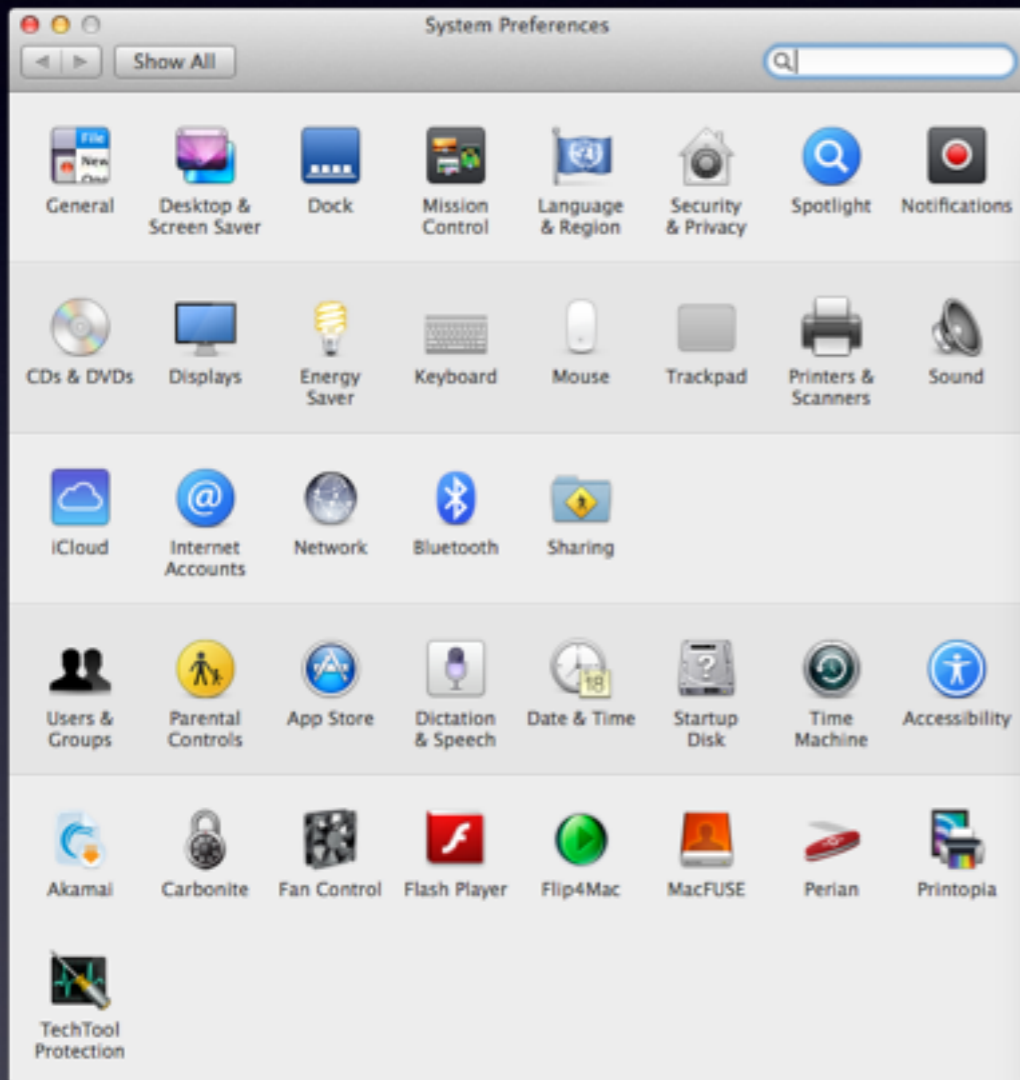 System Preferences
Show All
File
New
General
Desktop &
Screen Saver
Dock
Mission
Control
Language
& Region
Security
& Privacy
Spotlight
Notifications
CDs & DVDs
Displays
Energy
Saver
Keyboard
Mouse
Trackpad
Printers &
Scanners
Sound
iCloud
@
Internet
Accounts
Network
Bluetooth
Sharing
18
?
Users &
Groups
Parental
Controls
App Store
Dictation
& Speech
Date & Time
Startup
Disk
Time
Machine
Accessibility
Akamai
Carbonite
Fan Control
Flash Player
Flip4Mac
MacFUSE
Perian
Printopia
TechTool
Protection